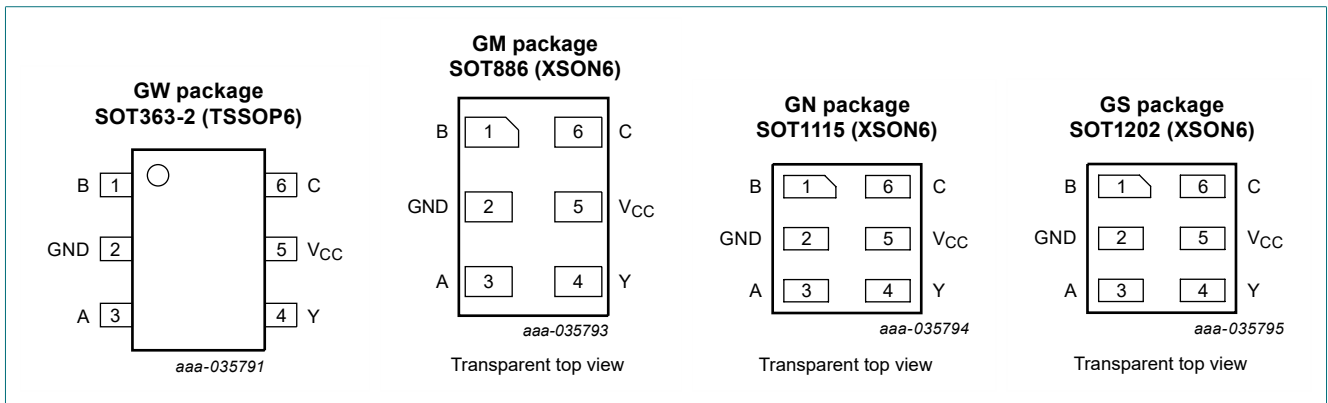 GW package
SOT363-2 (TSSOP6)
B 1 6 C
GND 2 5 VCC
A 3 4 Y
aaa-035791
GM package
SOT886 (XSON6)
B 1 6 C
GND 2 5 VCC
A 3 4 Y
aaa-035793
Transparent top view
GN package
SOT1115 (XSON6)
B 1 6 C
GND 2 5 VCC
A 3 4 Y
aaa-035794
Transparent top view
GS package
SOT1202 (XSON6)
B 1 6 C
GND 2 5 VCC
A 3 4 Y
aaa-035795
Transparent top view